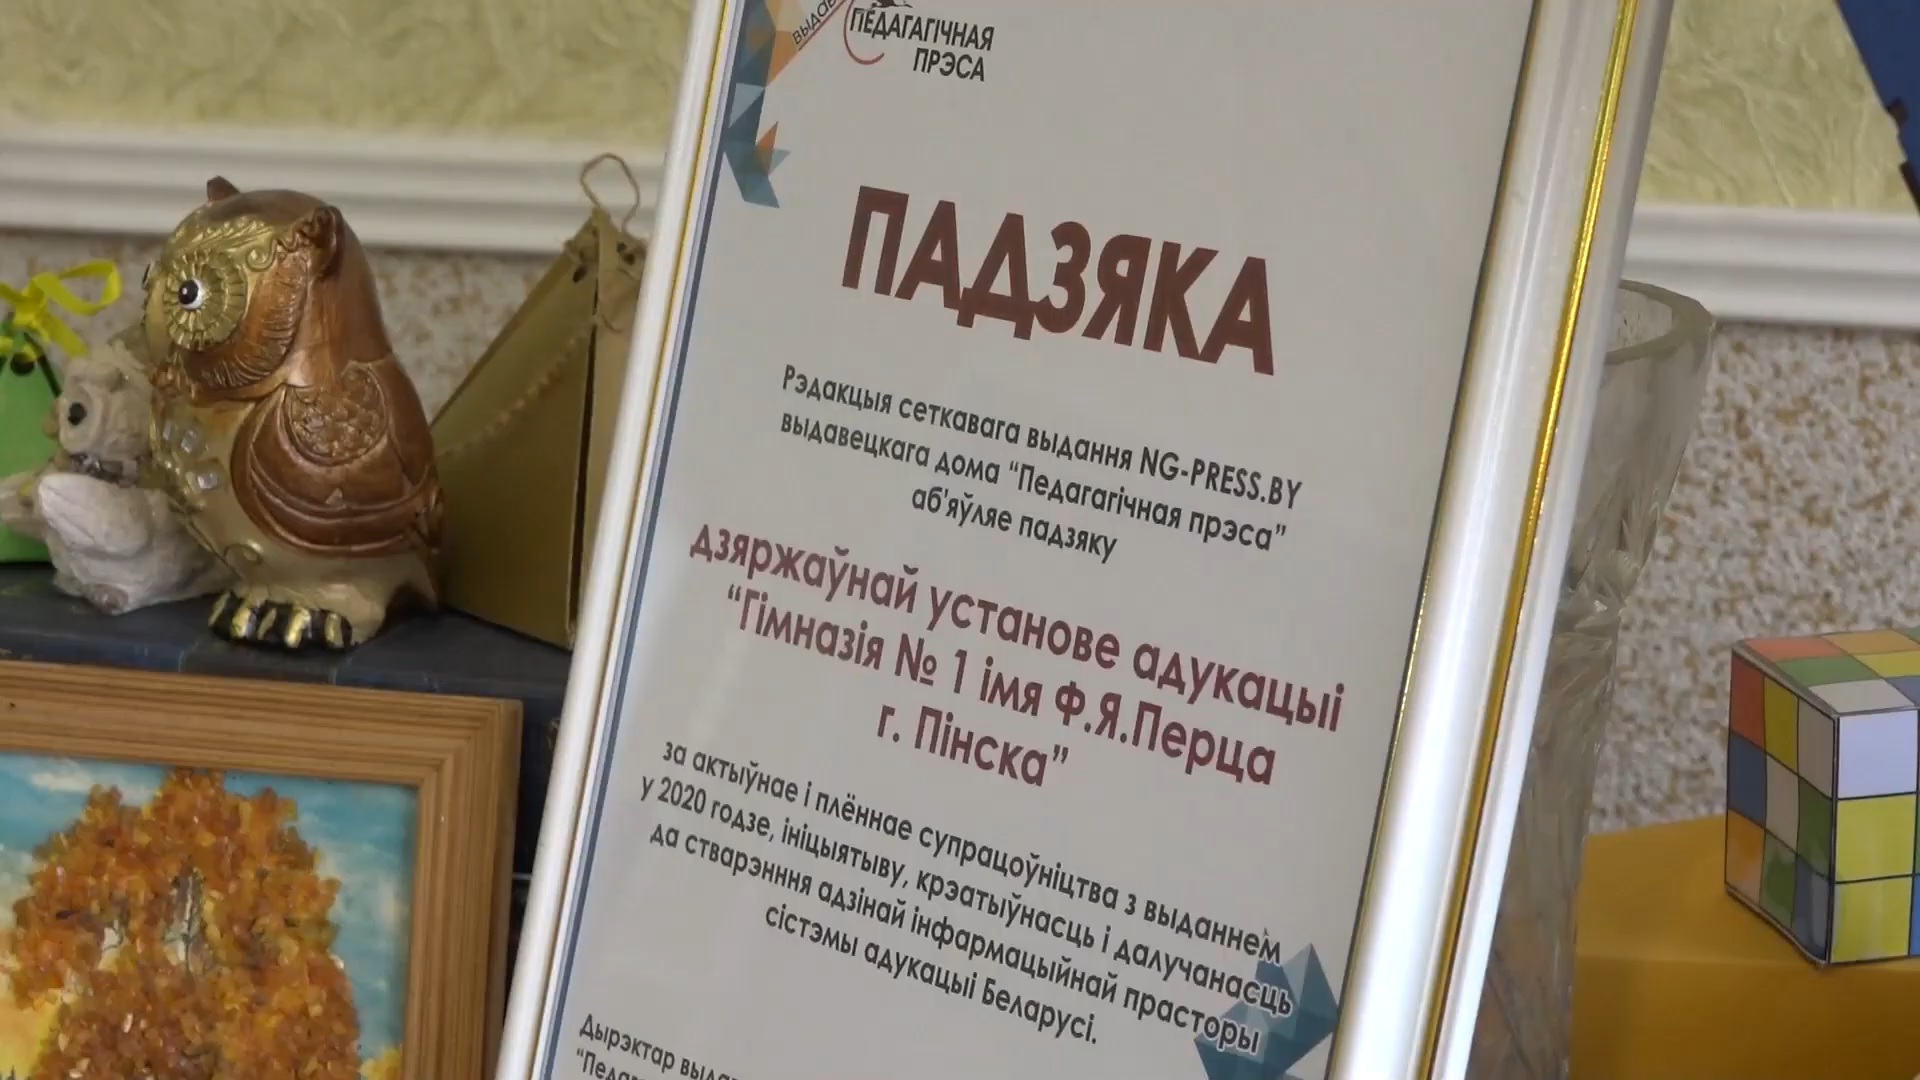 ПЕДАГАГІЧНАЯ
ПРЭСА
ПАДЗЯКА
Рэдакцыя сеткавага выдання NG-PRESS.BY
выдавецкага дома “Педагагічная прэса”
аб'яўляе падзяку
дзяржаўнай установе адукацыі
“Гімназія № 1 імя Ф.Я.Перца
г. Пінска”
за актыўнае і плённае супрацоўніцтва з выданнем
у 2020 годзе, ініцыятыву, крэатыўнасць і далучанасць
да стварэнння адзінай інфармацыйнай прасторы
сістэмы адукацыі Беларусі.
Дырэктар